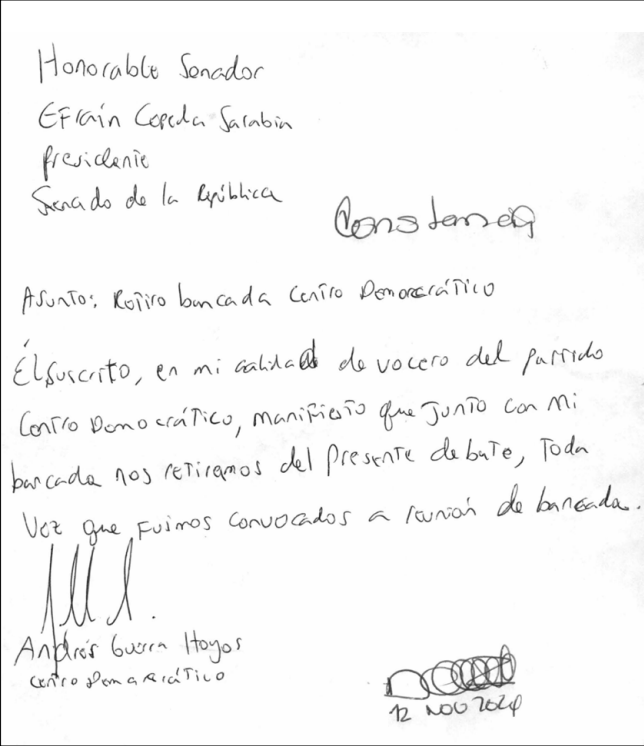 Honorable Senador
Efraín Cepeda Sarabia
Presidente
Senado de la República
Constancia
Asunto: Retiro bancada Centro Democrático
El suscrito, en mi calidad de vocero del partido
Centro Democrático, manifiesto que junto con mi
bancada nos retiramos del presente debate, toda
vez que fuimos convocados a reunión de bancada.
Andrés Guerra Hoyos
Centro Democrático
12 NOV 2024